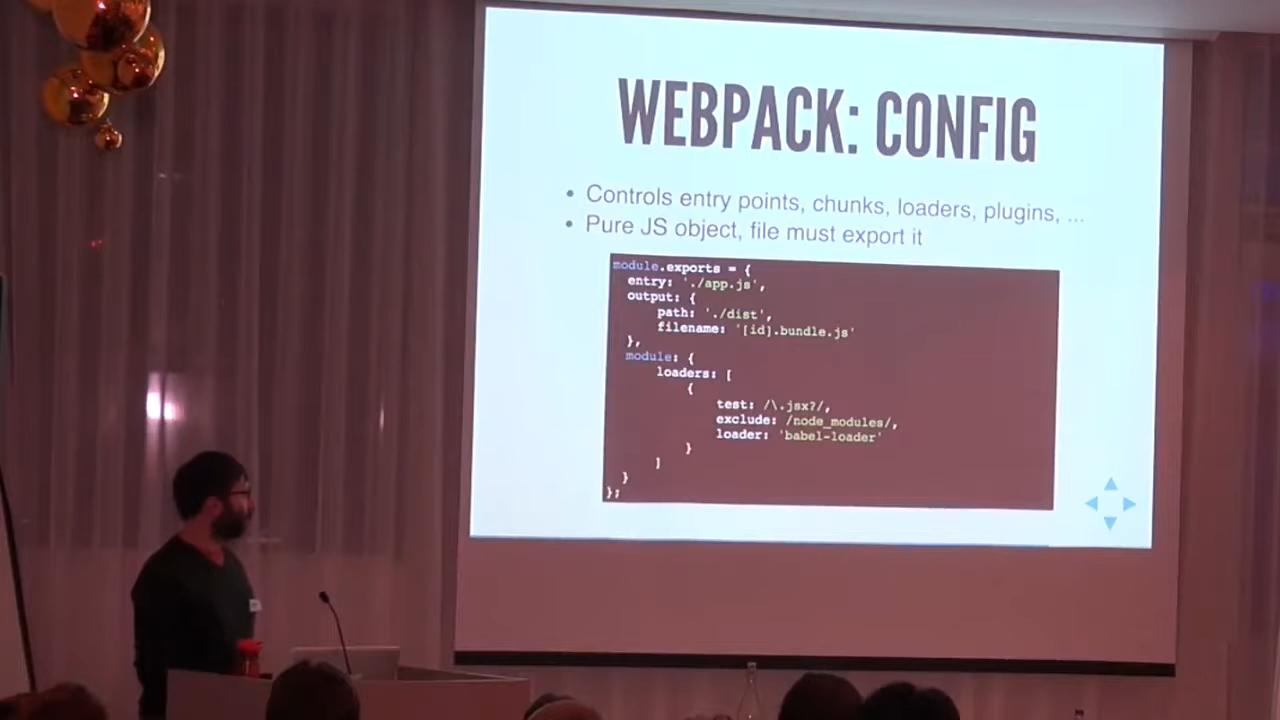 WEBPACK: CONFIG
• Controls entry points, chunks, loaders, plugins, ...
• Pure JS object, file must export it
module.exports = {
entry: './app.js',
output: {
path: './dist',
filename: '[id].bundle.js'
},
module: {
loaders: [
{
test: /\.jsx?/,
exclude: /node_modules/,
loader: 'babel-loader'
}
]
}
};